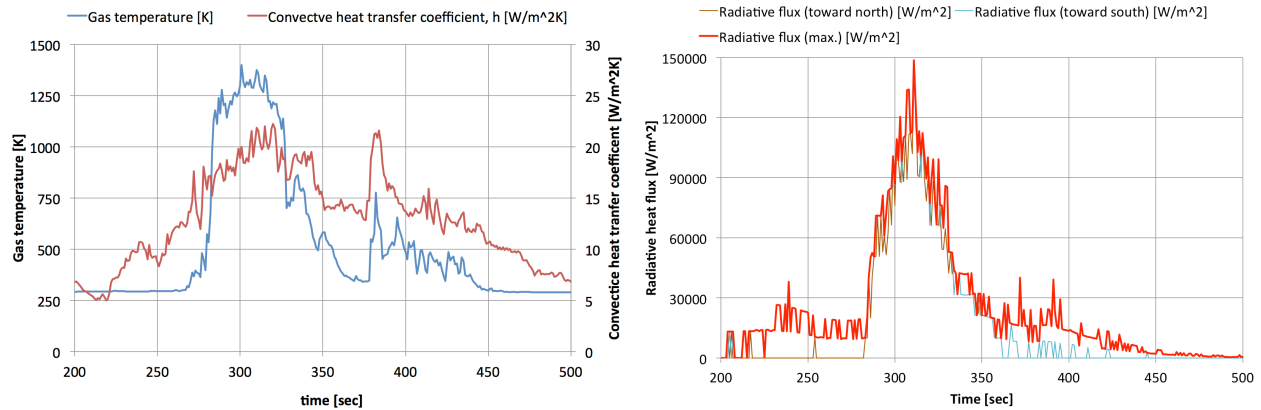 Gas temperature [K] Convectve heat transfer coefficient, h [W/m^2K]
1500
1250
1000
750
500
250
0
30
25
20
15
10
5
0
200 250 300 350 400 450 500
Gas temperature [K]
Convectice heat tranfer coefficent [W/m^2K]
time [sec]
Radiative flux (toward north) [W/m^2] Radiative flux (toward south) [W/m^2]
Radiative flux (max.) [W/m^2]
150000
120000
90000
60000
30000
0
200 250 300 350 400 450 500
Radiative heat flux [W/m^2]
Time [sec]